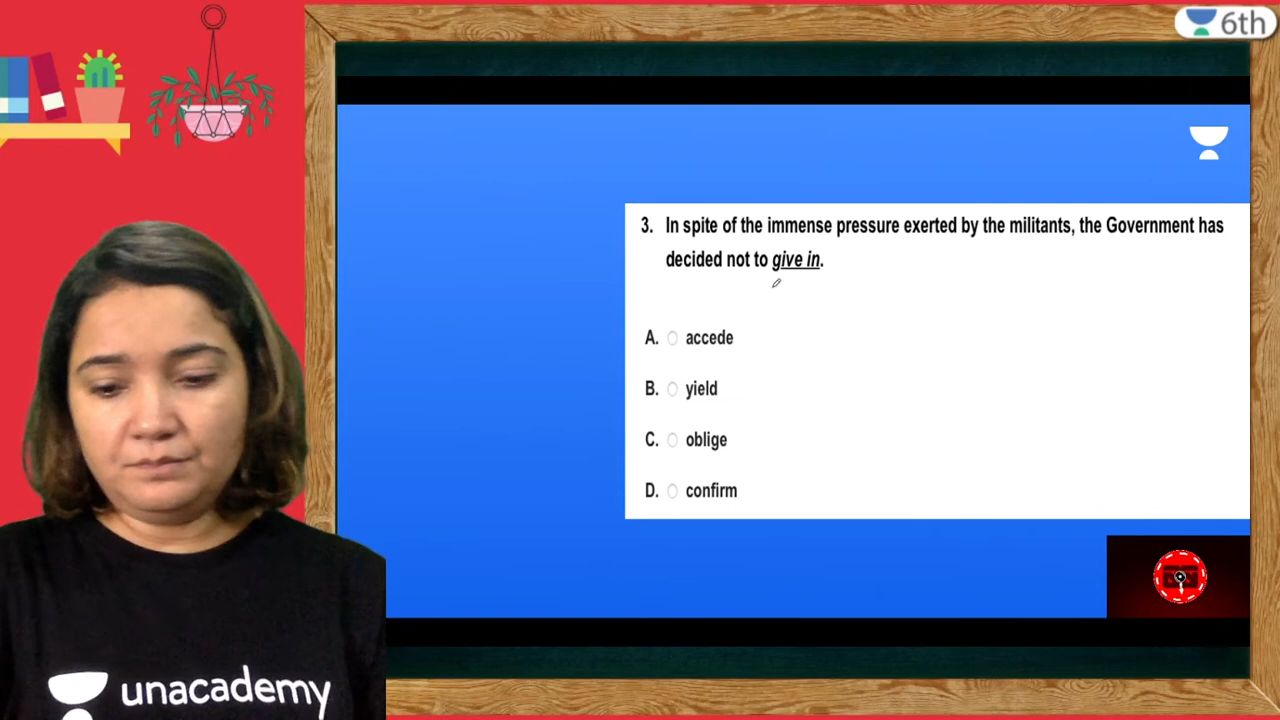 6th
3. In spite of the immense pressure exerted by the militants, the Government has
decided not to give in.
A. accede
B. yield
C. oblige
D. confirm
unacademy